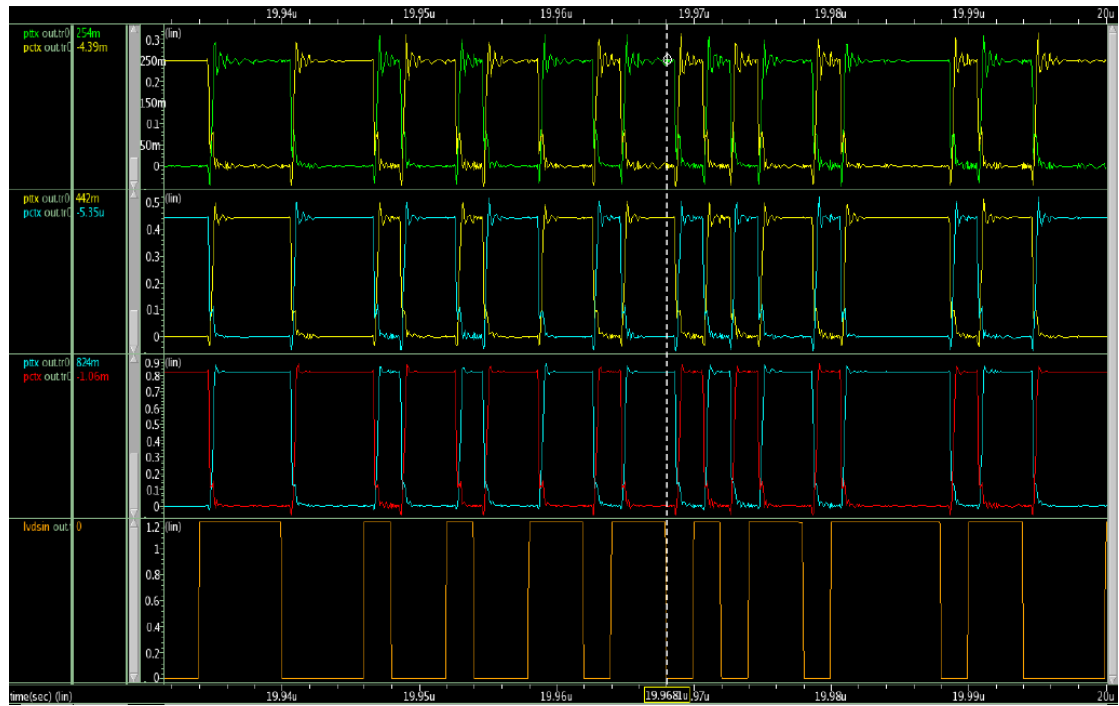 19.94u 19.95u 19.96u 19.97u 19.98u 19.99u 20u
pttx out.tr0 254m
pctx out.tr0 -4.39m
0.3 (lin)
250m
0.2
150m
0.1
50m
0
pttx out.tr0 442m
pctx out.tr0 -5.35u
0.5 (lin)
0.4
0.3
0.2
0.1
0
pttx out.tr0 824m
pctx out.tr0 -1.06m
0.9 (lin)
0.8
0.7
0.6
0.5
0.4
0.3
0.2
0.1
0
lvdsin out.t 0
1.2 (lin)
1
0.8
0.6
0.4
0.2
0
time(sec) (lin) 19.94u 19.95u 19.96u 19.9681u .97u 19.98u 19.99u 20u